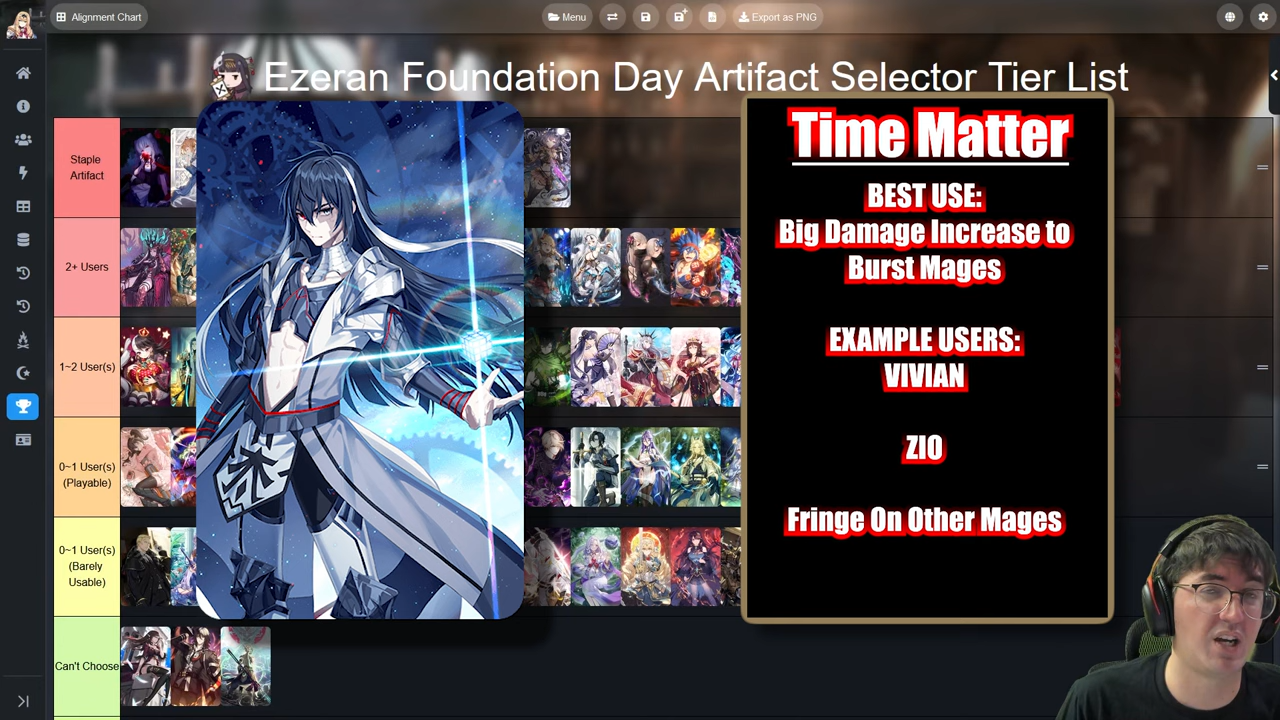 Alignment Chart
Menu
Export as PNG
Ezeran Foundation Day Artifact Selector Tier List
Staple
Artifact
2+ Users
1~2 User(s)
0~1 User(s)
(Playable)
0~1 User(s)
(Barely
Usable)
Can't Choose
Time Matter
BEST USE:
Big Damage Increase to
Burst Mages
EXAMPLE USERS:
VIVIAN
ZIO
Fringe On Other Mages